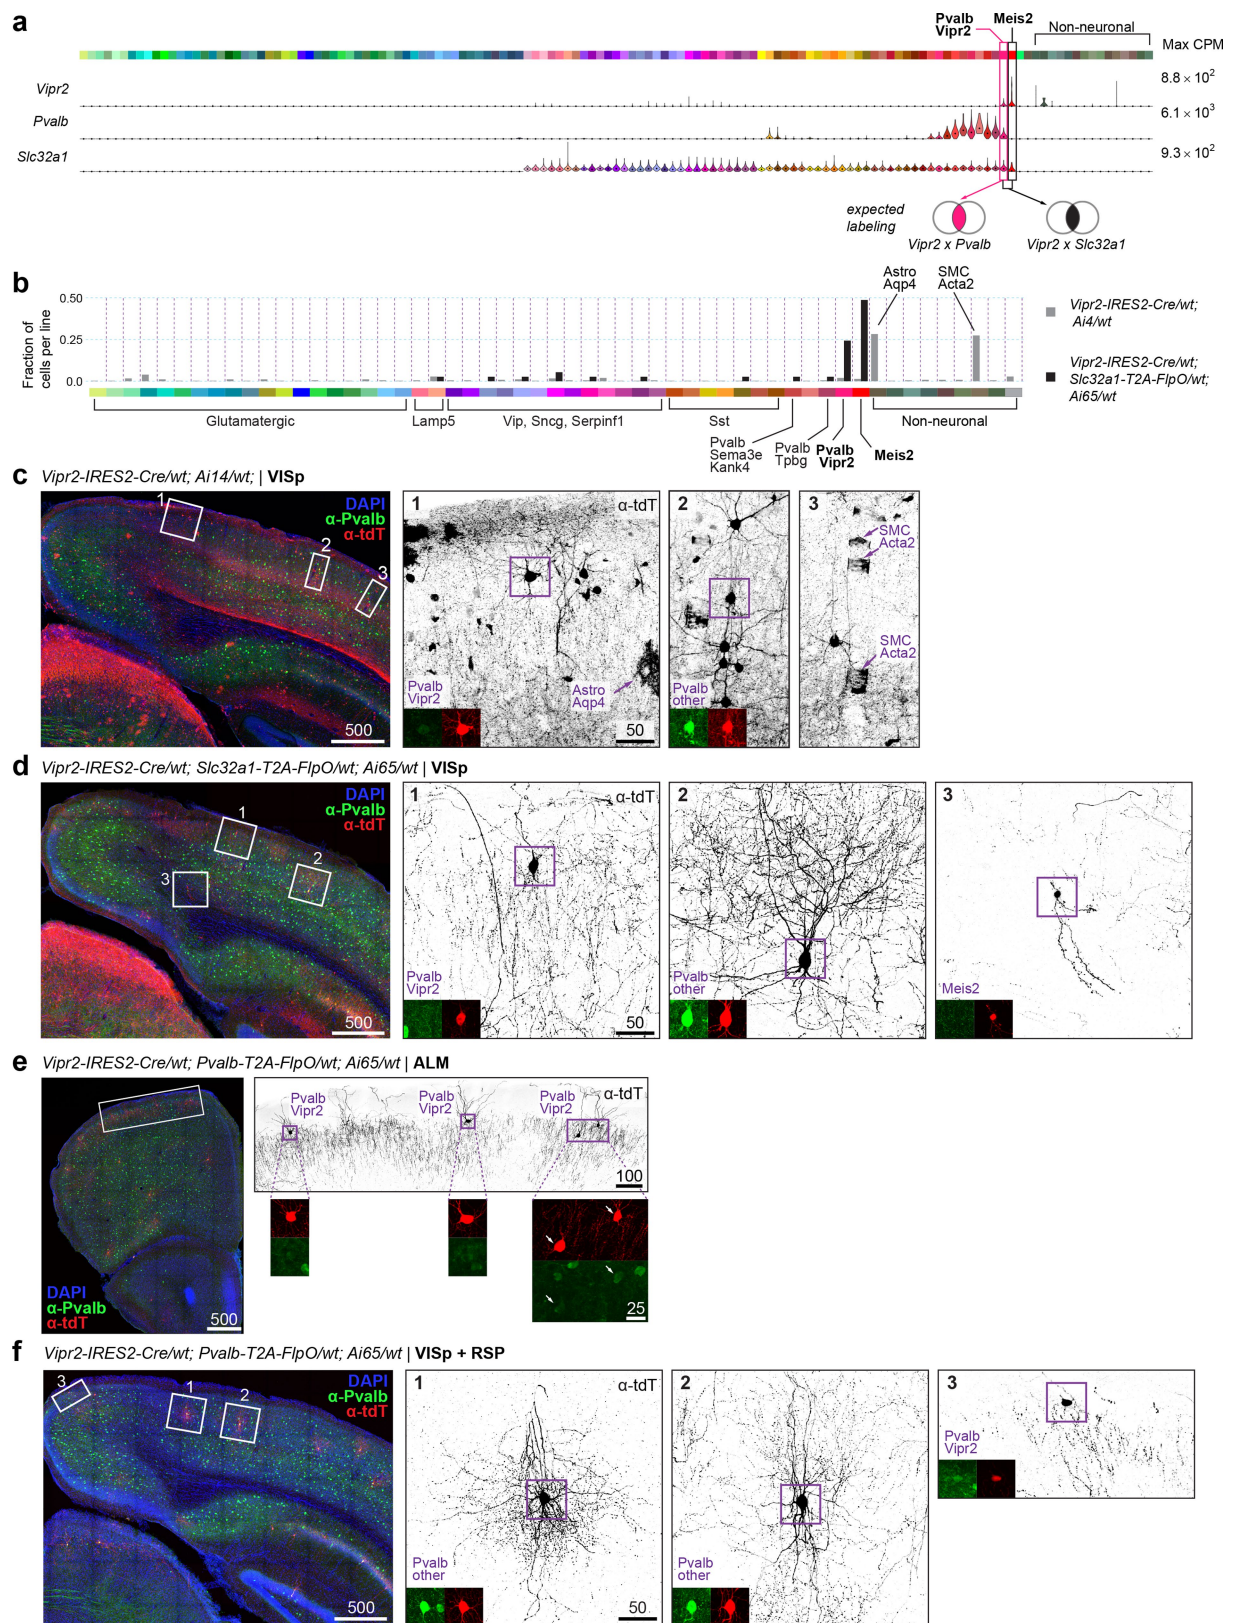 a
Pvalb
Vipr2
Meis2
Non-neuronal
Max CPM
Vipr2
8.8 × 10²
Pvalb
6.1 × 10³
Slc32a1
9.3 × 10²
expected
labeling
Vipr2 x Pvalb
Vipr2 x Slc32a1
b
Astro
Aqp4
SMC
Acta2
Fraction of
cells per line
0.50
0.25
0.0
Vipr2-IRES2-Cre/wt;
Ai4/wt
Vipr2-IRES2-Cre/wt;
Slc32a1-T2A-FlpO/wt;
Ai65/wt
Glutamatergic
Lamp5
Vip, Sncg, Serpinf1
Sst
Pvalb
Sema3e
Kank4
Pvalb
Tpbg
Pvalb
Vipr2
Meis2
Non-neuronal
c
Vipr2-IRES2-Cre/wt; Ai14/wt; | VISp
DAPI
α-Pvalb
α-tdT
1
2
3
500
1
α-tdT
Pvalb
Vipr2
Astro
Aqp4
50
2
Pvalb
other
3
SMC
Acta2
SMC
Acta2
d
Vipr2-IRES2-Cre/wt; Slc32a1-T2A-FlpO/wt; Ai65/wt | VISp
DAPI
α-Pvalb
α-tdT
1
2
3
500
1
α-tdT
Pvalb
Vipr2
50
2
Pvalb
other
3
Meis2
e
Vipr2-IRES2-Cre/wt; Pvalb-T2A-FlpO/wt; Ai65/wt | ALM
DAPI
α-Pvalb
α-tdT
500
Pvalb
Vipr2
Pvalb
Vipr2
Pvalb
Vipr2
α-tdT
100
25
f
Vipr2-IRES2-Cre/wt; Pvalb-T2A-FlpO/wt; Ai65/wt | VISp + RSP
3
1
2
DAPI
α-Pvalb
α-tdT
500
1
α-tdT
Pvalb
other
50
2
Pvalb
other
3
Pvalb
Vipr2